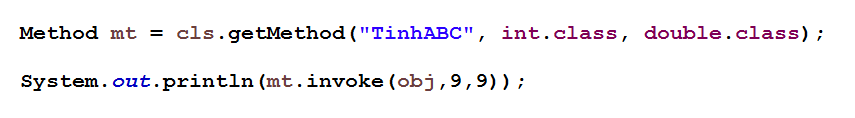 Method mt = cls.getMethod("TinhABC", int.class, double.class);
System.out.println(mt.invoke(obj,9,9));